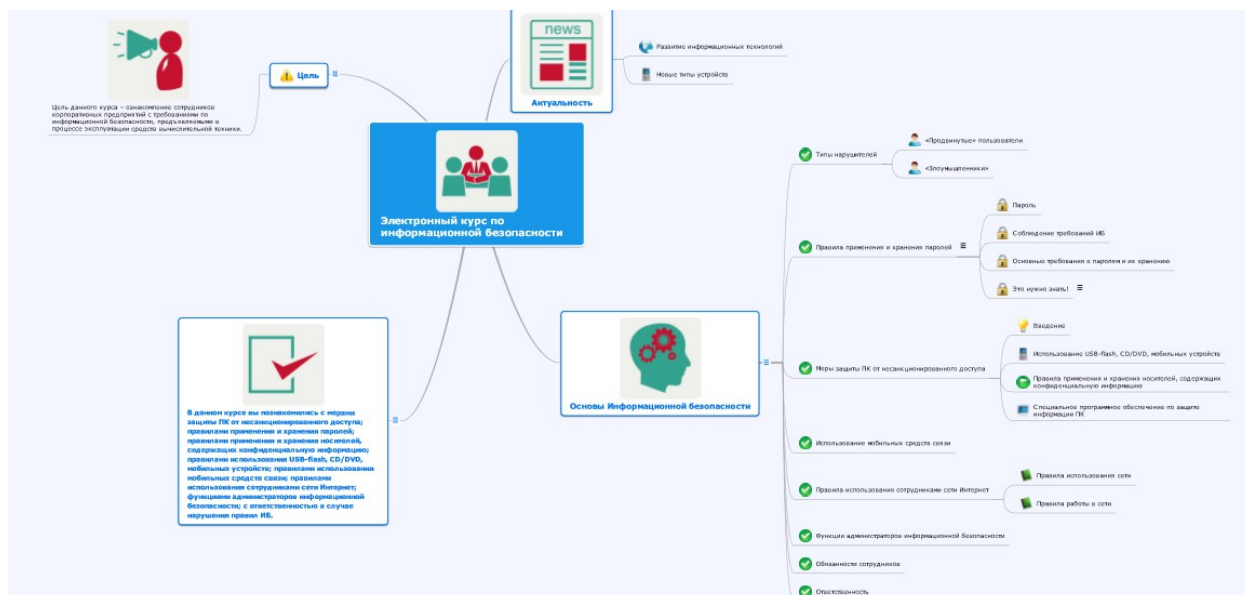 news
Актуальность
Развитие информационных технологий
Новые типы устройств
Цель
Цель данного курса – ознакомление сотрудников
корпоративных предприятий с требованиями по
информационной безопасности, предъявляемыми в
процессе эксплуатации средств вычислительной техники.
Электронный курс по
информационной безопасности
Основы Информационной безопасности
Типы нарушителей
«Продвинутые» пользователи
«Злоумышленники»
Правила применения и хранения паролей
Пароль
Соблюдение требований ИБ
Основные требования к паролям и их хранению
Это нужно знать!
Меры защиты ПК от несанкционированного доступа
Введение
Использование USB-flash, CD/DVD, мобильных устройств
Правила применения и хранения носителей, содержащих
конфиденциальную информацию
Специальное программное обеспечение по защите
информации ПК
Использование мобильных средств связи
Правила использования сотрудниками сети Интернет
Правила использования сети
Правила работы в сети
Функции администраторов информационной безопасности
Обязанности сотрудников
Ответственность
В данном курсе вы познакомились с мерами
защиты ПК от несанкционированного доступа;
правилами применения и хранения паролей;
правилами применения и хранения носителей,
содержащих конфиденциальную информацию;
правилами использования USB-flash, CD/DVD,
мобильных устройств; правилами использования
мобильных средств связи; правилами
использования сотрудниками сети Интернет;
функциями администраторов информационной
безопасности; с ответственностью в случае
нарушения правил ИБ.